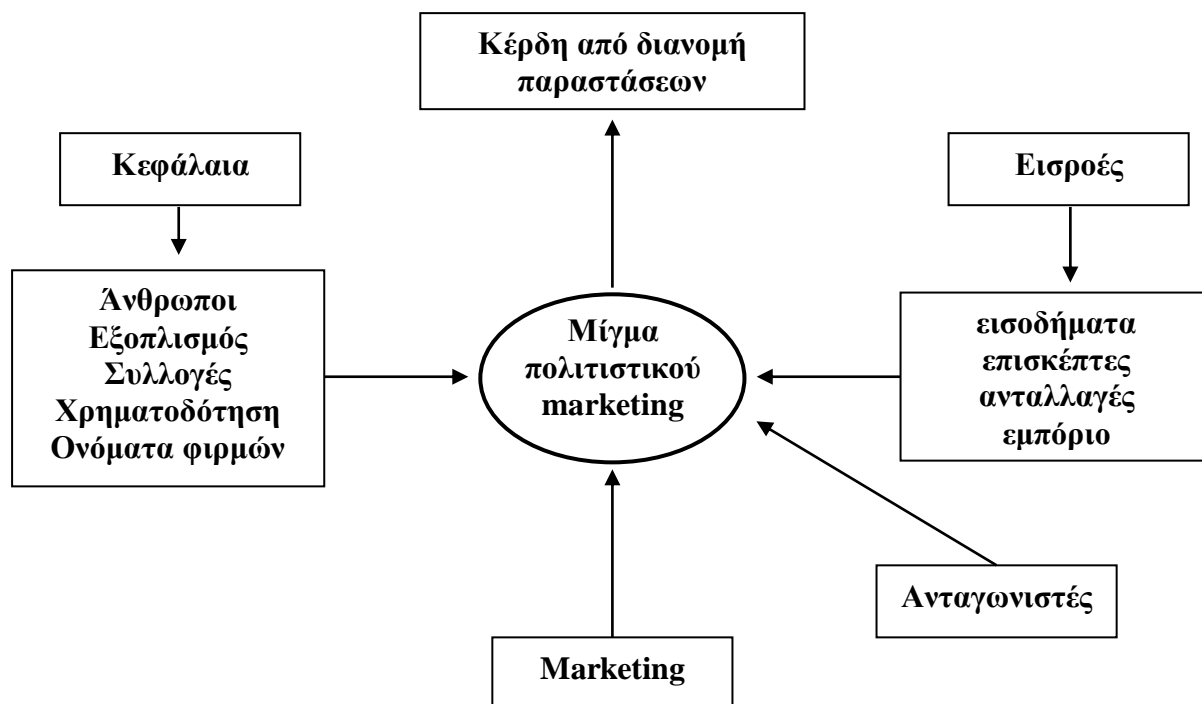 Κέρδη από διανομή
παραστάσεων
Κεφάλαια
Εισροές
Άνθρωποι
Εξοπλισμός
Συλλογές
Χρηματοδότηση
Ονόματα φιρμών
Μίγμα
πολιτιστικού
marketing
εισοδήματα
επισκέπτες
ανταλλαγές
εμπόριο
Ανταγωνιστές
Marketing